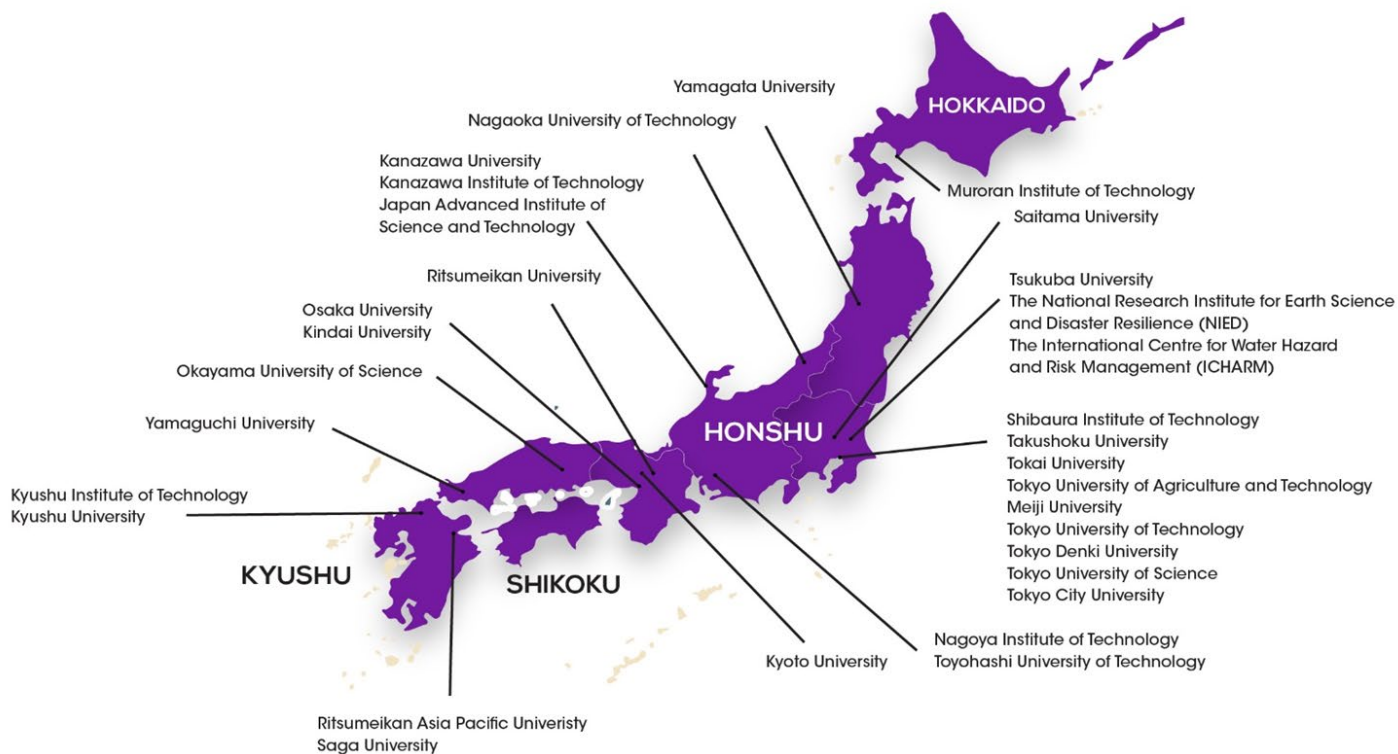 Yamagata University
HOKKAIDO
Nagaoka University of Technology
Kanazawa University
Kanazawa Institute of Technology
Japan Advanced Institute of
Science and Technology
Muroran Institute of Technology
Saitama University
Ritsumeikan University
Tsukuba University
The National Research Institute for Earth Science
and Disaster Resilience (NIED)
The International Centre for Water Hazard
and Risk Management (ICHARM)
Osaka University
Kindai University
Okayama University of Science
Yamaguchi University
HONSHU
Shibaura Institute of Technology
Takushoku University
Tokai University
Tokyo University of Agriculture and Technology
Meiji University
Tokyo University of Technology
Tokyo Denki University
Tokyo University of Science
Tokyo City University
Kyushu Institute of Technology
Kyushu University
KYUSHU
SHIKOKU
Kyoto University
Nagoya Institute of Technology
Toyohashi University of Technology
Ritsumeikan Asia Pacific Univeristy
Saga University